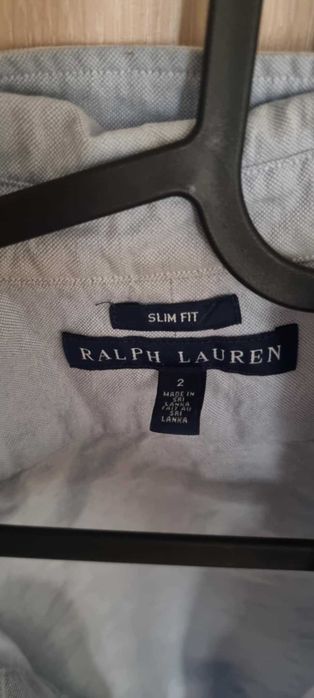 SLIM FIT
RALPH LAUREN
2
MADE IN
SRI
LANKA
FAIT AU
SRI
LANKA